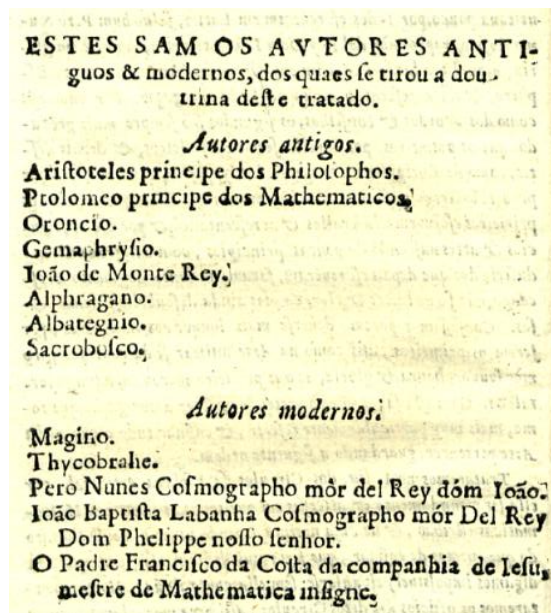 ESTES SAM OS AVTORES ANTI-
guos & modernos, dos quaes ſe tirou a dou-
trina deſte tratado.
Autores antigos.
Ariſtoteles principe dos Philoſophos.
Ptolomeo principe dos Mathematicos,
Oroncio.
Gemaphryſio.
Ioão de Monte Rey.
Alphragano.
Albategnio.
Sacroboſco.
Autores modernos.
Magino.
Thycobrahe.
Pero Nunes Coſmographo mòr del Rey dom Ioão.
Ioão Baptiſta Labanha Coſmographo mòr Del Rey
Dom Phelippe noſſo ſenhor.
O Padre Franciſco da Coſta da companhia de Ieſu,
meſtre de Mathematica inſigne.